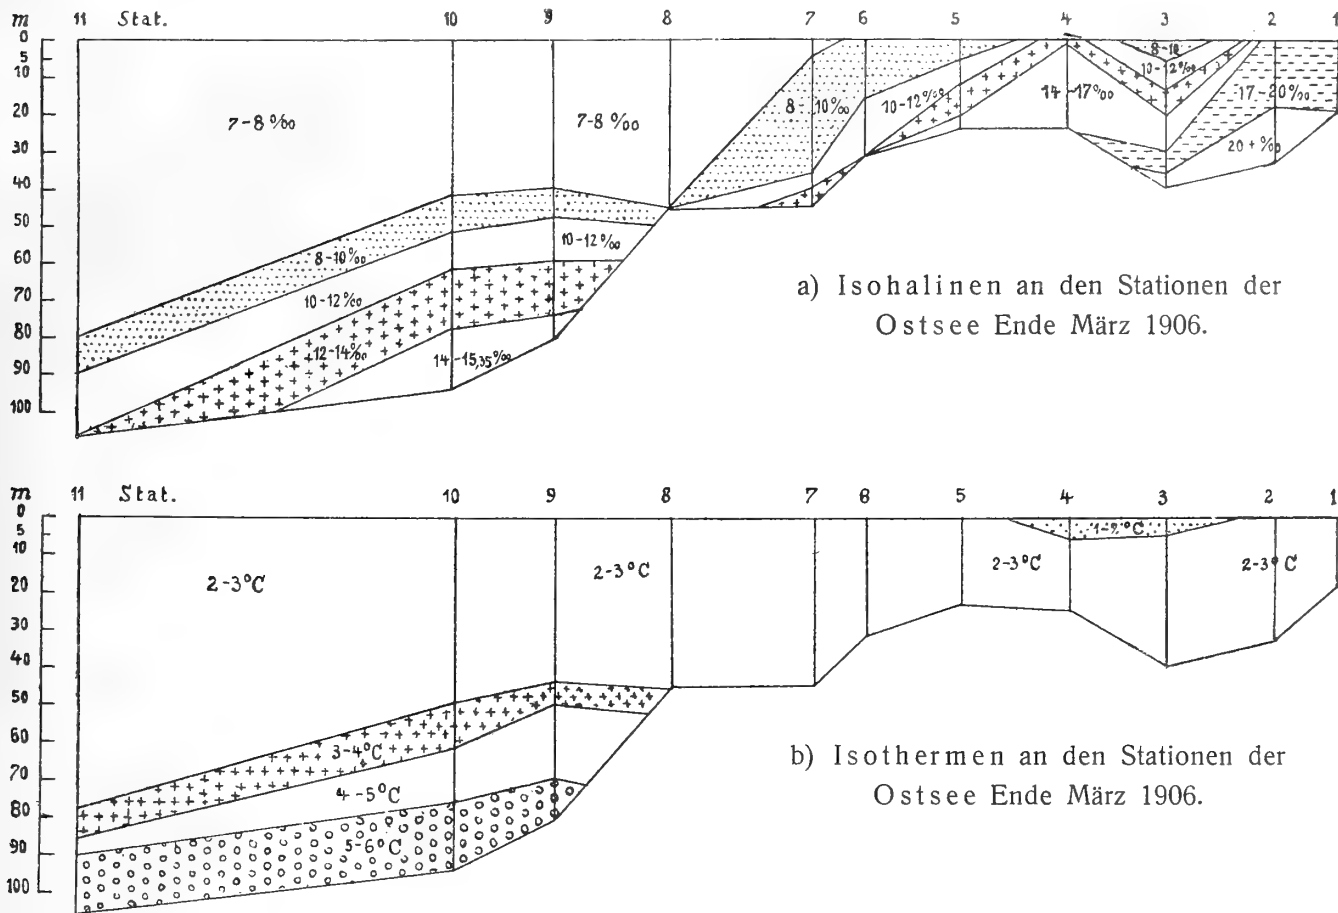 m 11 Stat. 10 9 8 7 6 5 4 3 2 1
0
5
10
20
30
40
50
60
70
80
90
100
7-8‰ 7-8‰
8-10‰ 10-12‰ 14-17‰ 8-10 10-12‰ 17-20‰
20+‰
8-10‰ 10-12‰
10-12‰
12-14‰ 14-15,35‰
a) Isohalinen an den Stationen der
Ostsee Ende März 1906.
m 11 Stat. 10 9 8 7 6 5 4 3 2 1
0
5
10
20
30
40
50
60
70
80
90
100
1-2°C
2-3°C 2-3°C 2-3°C 2-3°C
3-4°C
4-5°C
5-6°C
b) Isothermen an den Stationen der
Ostsee Ende März 1906.